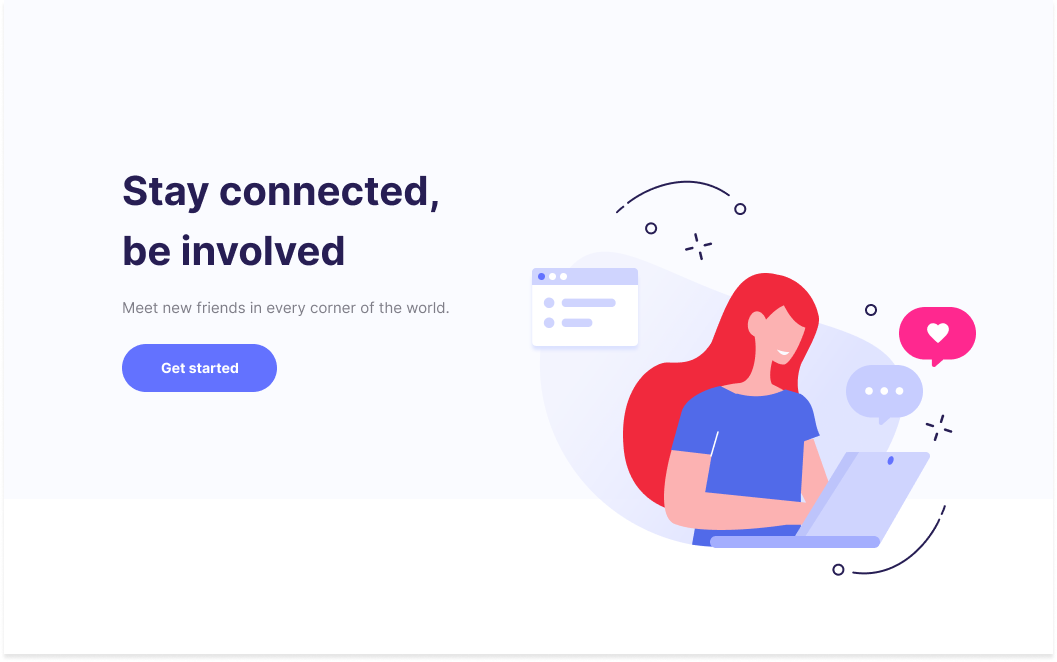 Stay connected,
be involved
Meet new friends in every corner of the world.
Get started